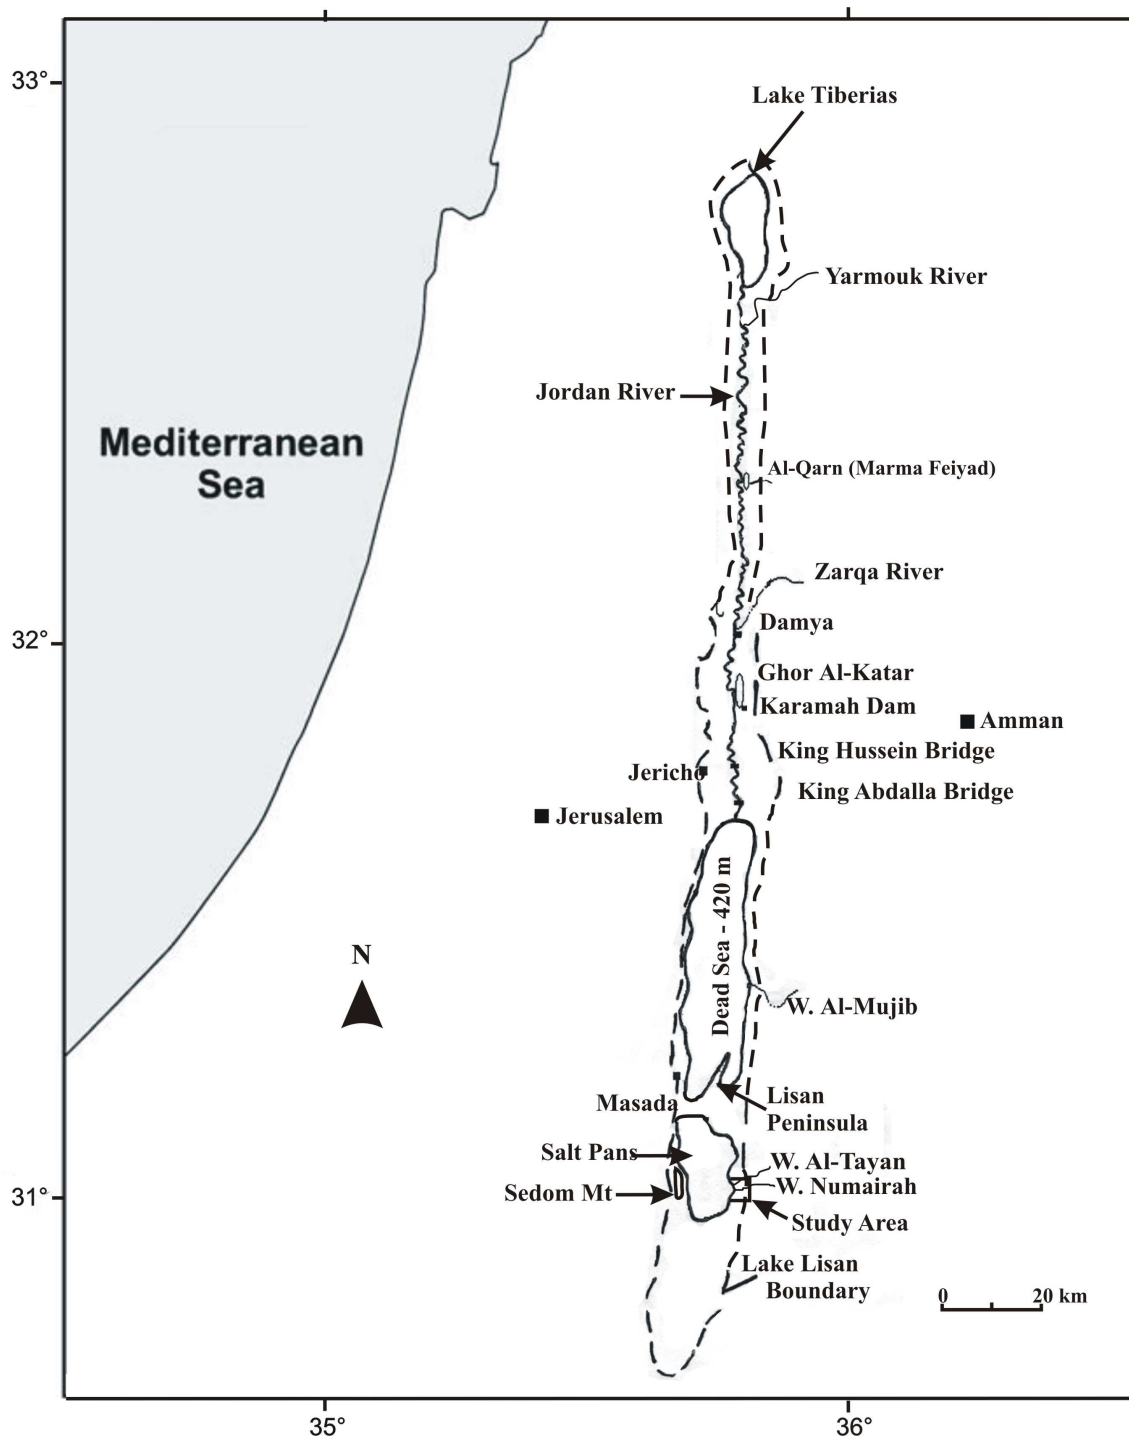 33°
Lake Tiberias
Yarmouk River
Jordan River
Mediterranean
Sea
Al-Qarn (Marma Feiyad)
Zarqa River
32°
Damya
Ghor Al-Katar
Karamah Dam
Amman
King Hussein Bridge
Jericho
King Abdalla Bridge
Jerusalem
Dead Sea - 420 m
N
W. Al-Mujib
Masada
Lisan
Peninsula
Salt Pans
W. Al-Tayan
31°
Sedom Mt
W. Numairah
Study Area
Lake Lisan
Boundary
0 20 km
35° 36°